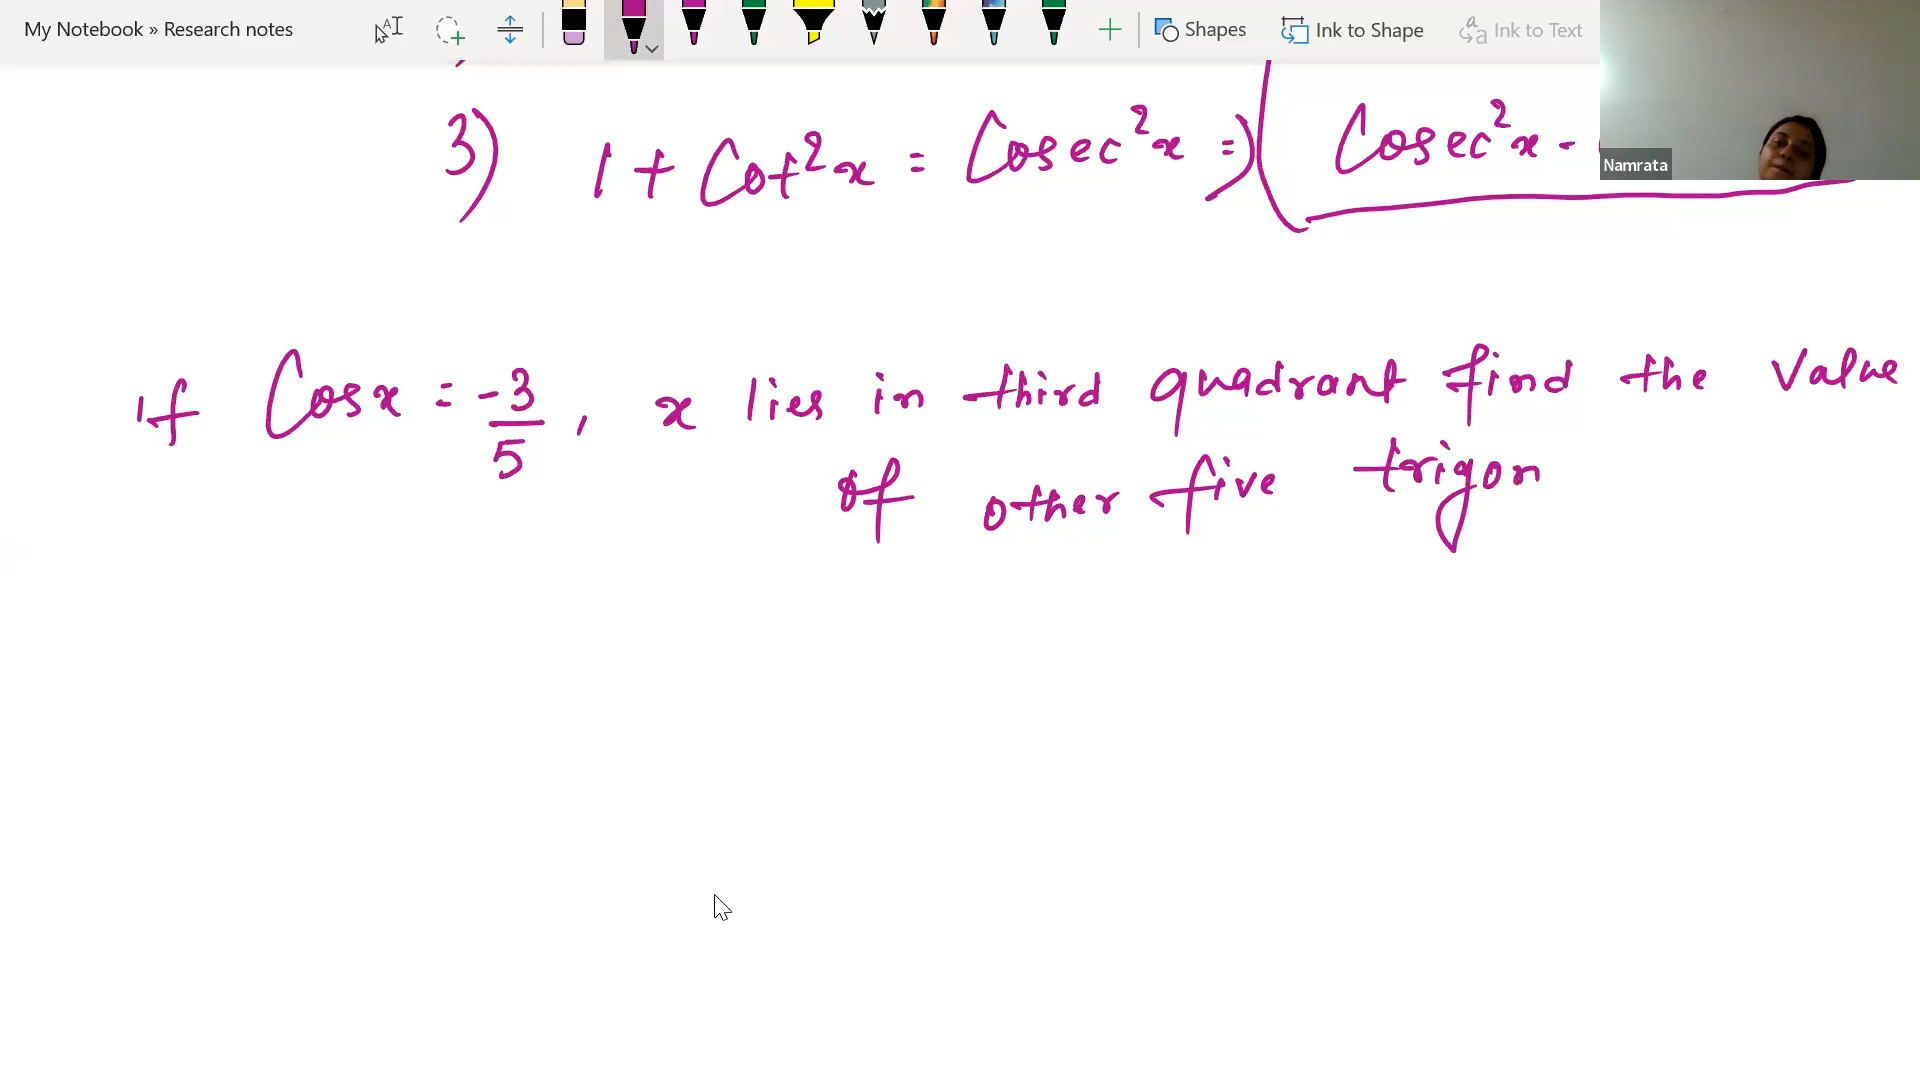 My Notebook » Research notes
Shapes
Ink to Shape
Ink to Text
Namrata
3) 1 + Cot²x = Cosec²x => Cosec²x -
If Cosx = -3/5, x lies in third quadrant find the value
of other five trigon